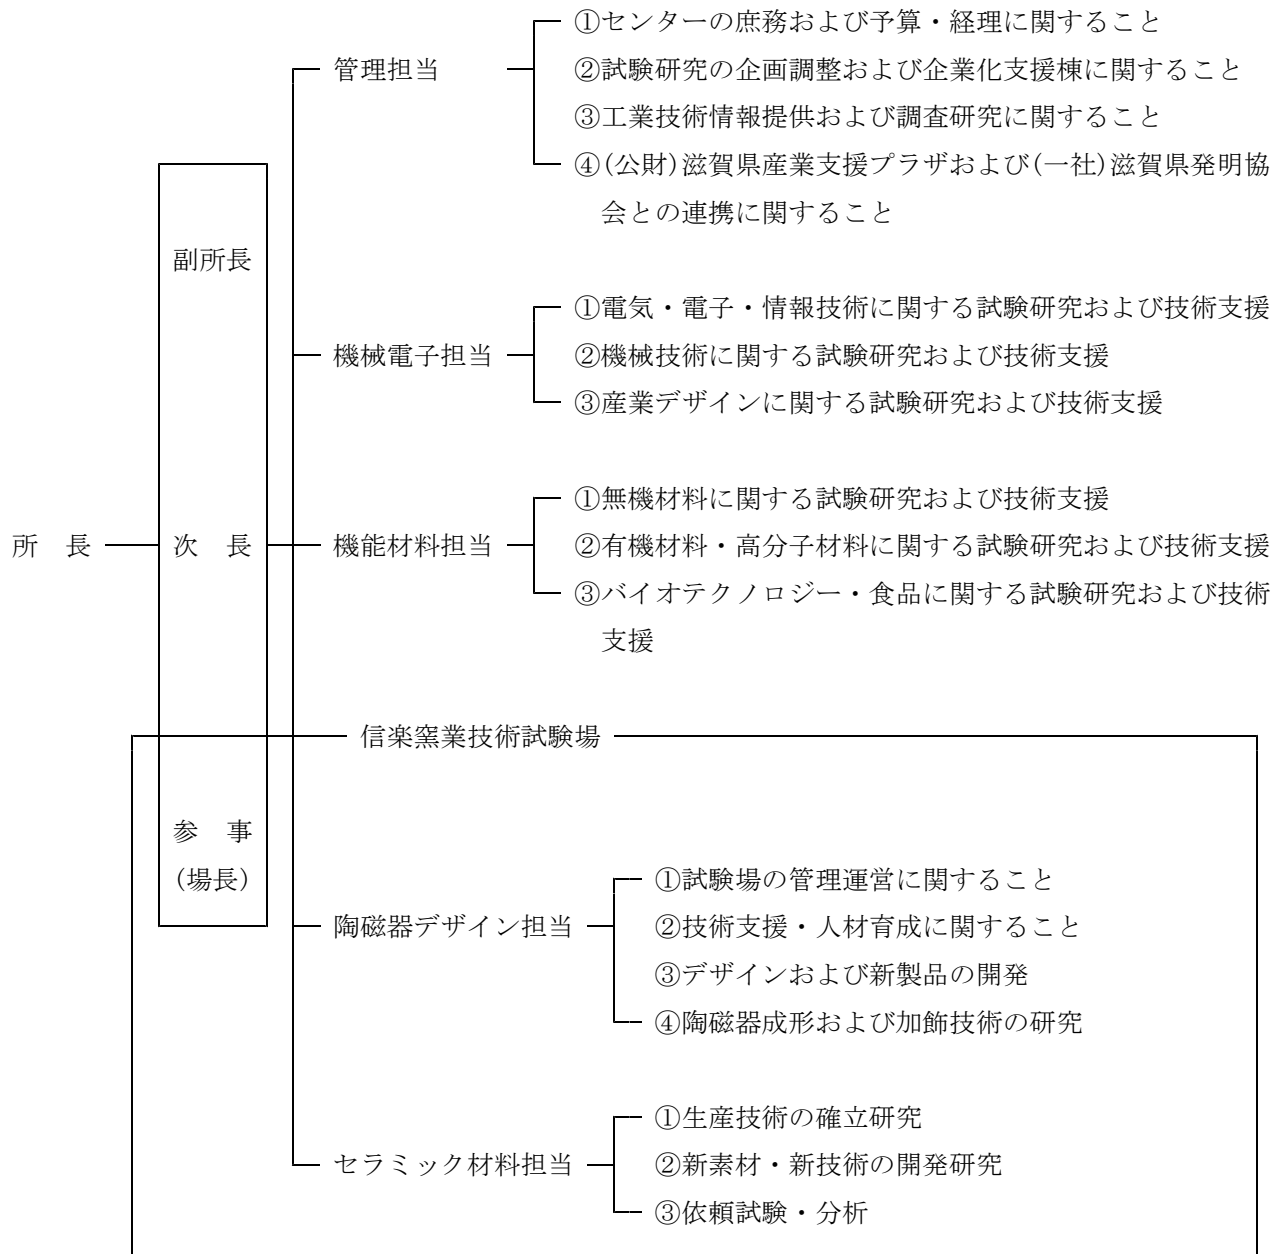 所　長
副所長
次　長
参　事
（場長）
管理担当
①センターの庶務および予算・経理に関すること
②試験研究の企画調整および企業化支援棟に関すること
③工業技術情報提供および調査研究に関すること
④(公財)滋賀県産業支援プラザおよび(一社)滋賀県発明協
会との連携に関すること
機械電子担当
①電気・電子・情報技術に関する試験研究および技術支援
②機械技術に関する試験研究および技術支援
③産業デザインに関する試験研究および技術支援
機能材料担当
①無機材料に関する試験研究および技術支援
②有機材料・高分子材料に関する試験研究および技術支援
③バイオテクノロジー・食品に関する試験研究および技術
支援
信楽窯業技術試験場
陶磁器デザイン担当
①試験場の管理運営に関すること
②技術支援・人材育成に関すること
③デザインおよび新製品の開発
④陶磁器成形および加飾技術の研究
セラミック材料担当
①生産技術の確立研究
②新素材・新技術の開発研究
③依頼試験・分析